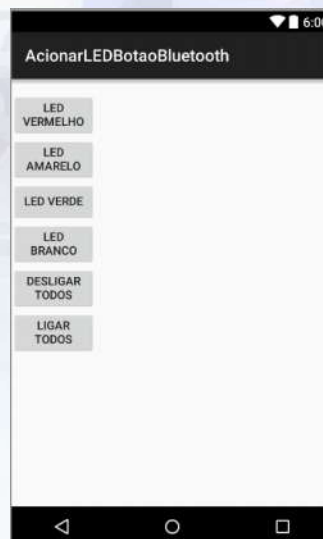 6:00
AcionarLEDBotaoBluetooth
LED
VERMELHO
LED
AMARELO
LED VERDE
LED
BRANCO
DESLIGAR
TODOS
LIGAR
TODOS